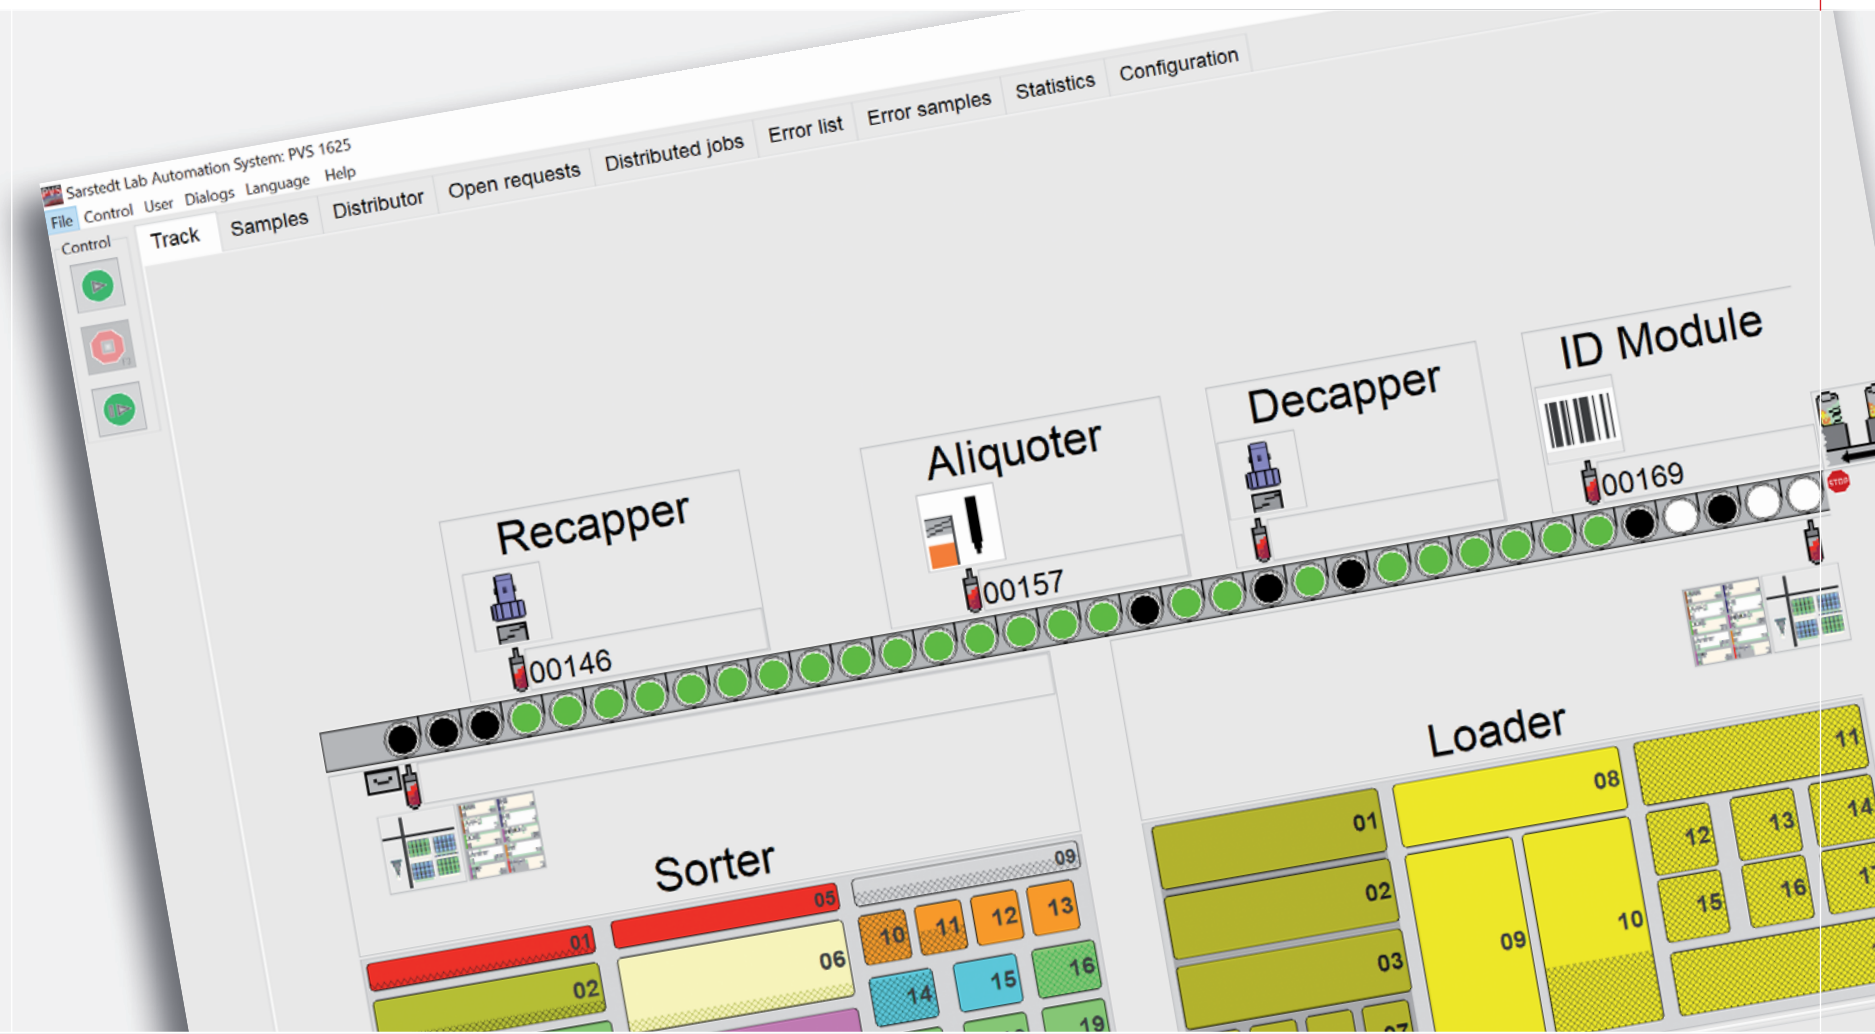 Sarstedt Lab Automation System: PVS 1625
File Control User Dialogs Language Help
Control
Track Samples Distributor Open requests Distributed jobs Error list Error samples Statistics Configuration
ID Module
00169
STOP
Decapper
Aliquoter
00157
Recapper
00146
Sorter
01
02
05
06
09
10
11
12
13
14
15
16
19
Loader
01
02
03
07
08
09
10
11
12
13
14
15
16